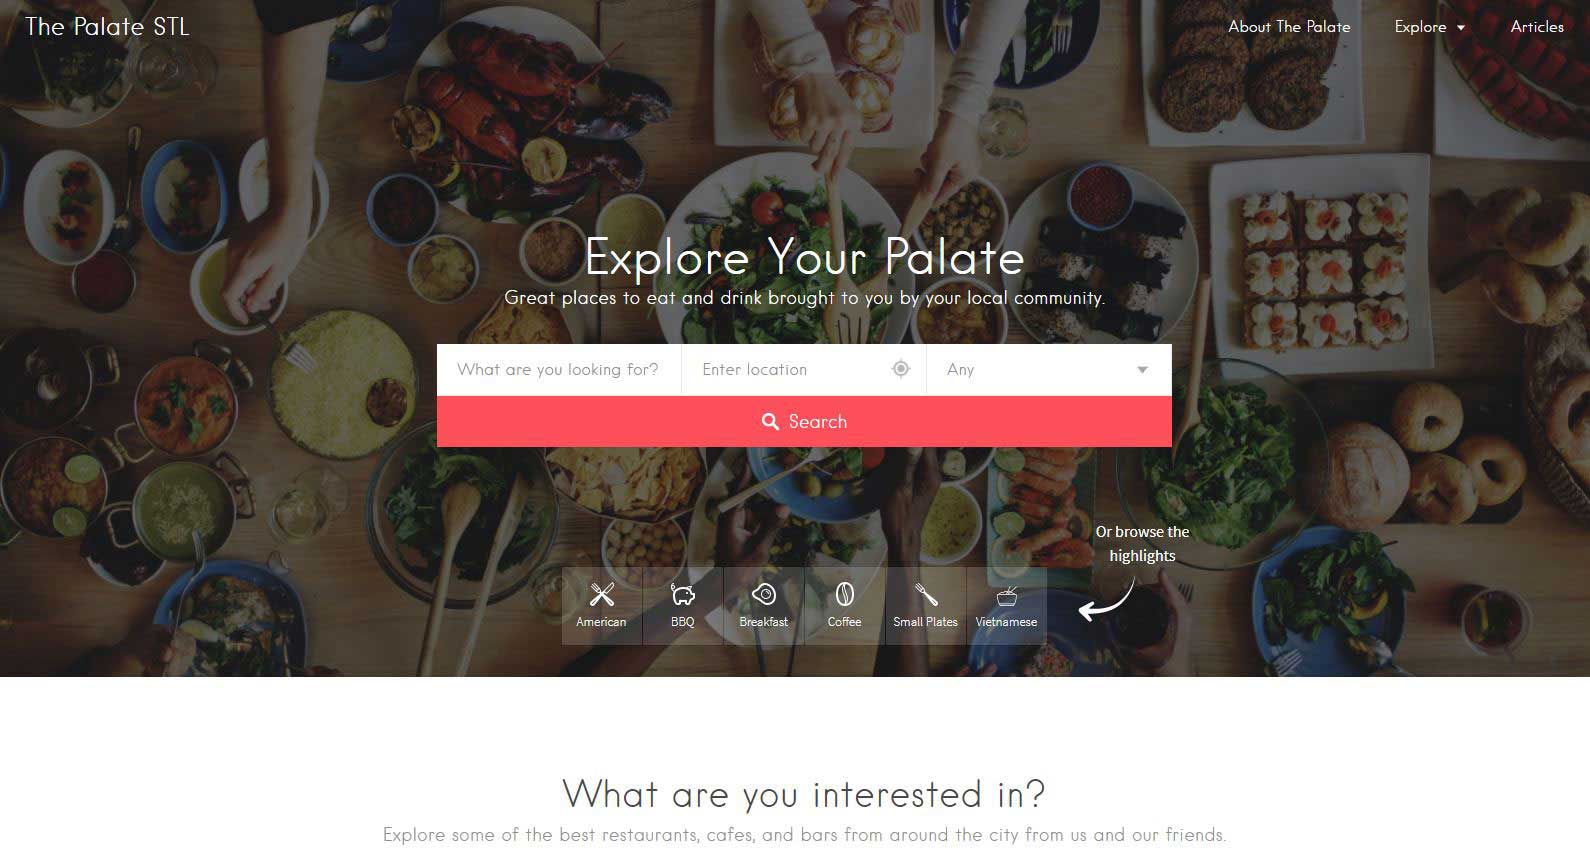 The Palate STL
About The Palate
Explore
Articles
Explore Your Palate
Great places to eat and drink brought to you by your local community.
What are you looking for?
Enter location
Any
Search
Or browse the
highlights
American
BBQ
Breakfast
Coffee
Small Plates
Vietnamese
What are you interested in?
Explore some of the best restaurants, cafes, and bars from around the city from us and our friends.